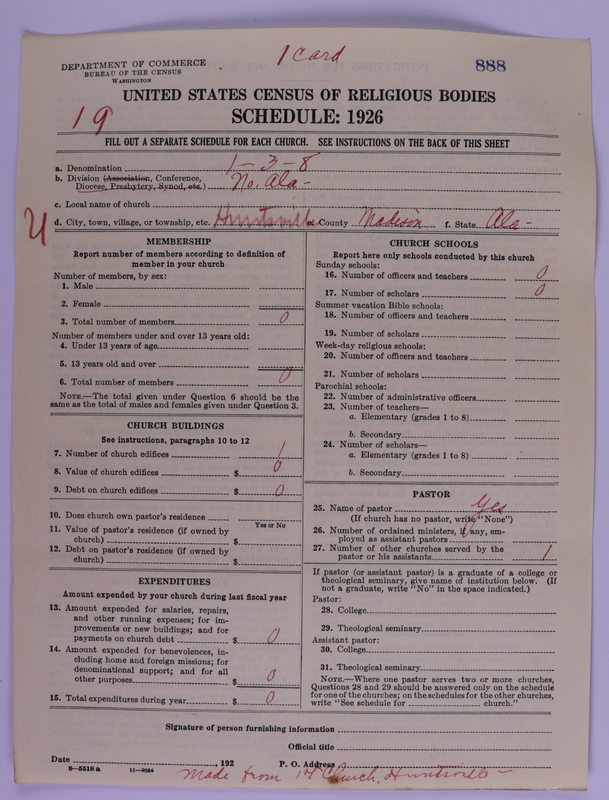 1 Card
888
DEPARTMENT OF COMMERCE
BUREAU OF THE CENSUS
WASHINGTON
UNITED STATES CENSUS OF RELIGIOUS BODIES
19
SCHEDULE: 1926
FILL OUT A SEPARATE SCHEDULE FOR EACH CHURCH. SEE INSTRUCTIONS ON THE BACK OF THIS SHEET
a. Denomination 1-3-8
b. Division (Association, Conference, Diocese, Presbytery, Synod, etc.) No. Ala-
c. Local name of church
U
d. City, town, village, or township, etc. Huntsville e. County Madison f. State Ala-
MEMBERSHIP
Report number of members according to definition of
member in your church
Number of members, by sex:
1. Male
2. Female
3. Total number of members 0
Number of members under and over 13 years old:
4. Under 13 years of age
5. 13 years old and over
6. Total number of members 0
NOTE.—The total given under Question 6 should be
same as the total of males and females given under Question 3.
CHURCH BUILDINGS
See instructions, paragraphs 10 to 12
7. Number of church edifices 1
8. Value of church edifices $ 0
9. Debt on church edifices $ 0
10. Does church own pastor's residence
Yes or No
11. Value of pastor's residence (if owned by
church) $
12. Debt on pastor's residence (if owned by
church) $
EXPENDITURES
Amount expended by your church during last fiscal year
13. Amount expended for salaries, repairs,
and other running expenses; for im-
provements or new buildings; and for
payments on church debt $ 0
14. Amount expended for benevolences, in-
cluding home and foreign missions; for
denominational support; and for all
other purposes $ 0
15. Total expenditures during year $ 0
CHURCH SCHOOLS
Report here only schools conducted by this church
Sunday schools:
16. Number of officers and teachers 0
17. Number of scholars 0
Summer vacation Bible schools:
18. Number of officers and teachers
19. Number of scholars
Week-day religious schools:
20. Number of officers and teachers
21. Number of scholars
Parochial schools:
22. Number of administrative officers
23. Number of teachers—
a. Elementary (grades 1 to 8)
b. Secondary
24. Number of scholars—
a. Elementary (grades 1 to 8)
b. Secondary
PASTOR
25. Name of pastor Yes
(If church has no pastor, write "None")
26. Number of ordained ministers, if any, em-
ployed as assistant pastors
27. Number of other churches served by the
pastor or his assistants 1
If pastor (or assistant pastor) is a graduate of a college or
theological seminary, give name of institution below. (If
not a graduate, write "No" in the space indicated.)
Pastor:
28. College
29. Theological seminary
Assistant pastor:
30. College
31. Theological seminary
NOTE.—Where one pastor serves two or more churches,
Questions 28 and 29 should be answered only on the schedule
for one of the churches; on the schedules for the other churches,
write "See schedule for church."
Signature of person furnishing information
Official title
Date , 192 P. O. Address
8-5518 a 11-9054
Made from 1st Church, Huntsville-